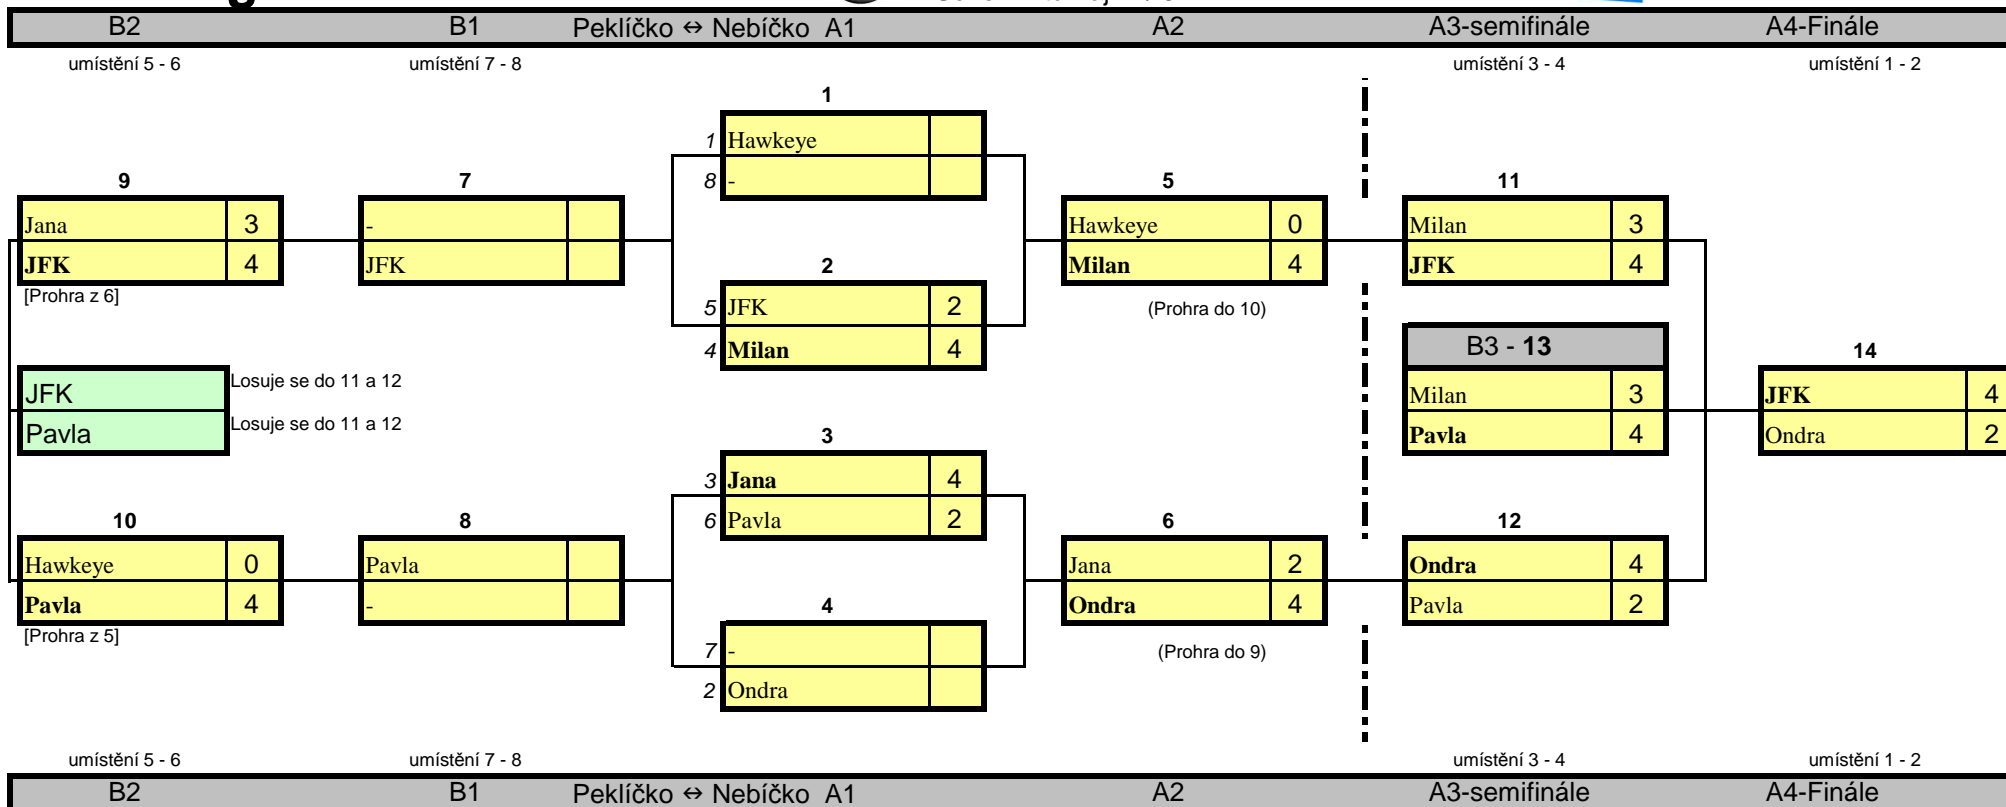 B2 B1 Peklíčko ⇔ Nebíčko A1 A2 A3-semifinále A4-Finále
umístění 5 - 6 umístění 7 - 8 umístění 3 - 4 umístění 1 - 2
1
1 Hawkeye
8 -
9 7 5 11
Jana 3 - Hawkeye 0 Milan 3
JFK 4 JFK Milan 4 JFK 4
2
[Prohra z 6]
5 JFK 2 (Prohra do 10)
4 Milan 4 B3 - 13 14
JFK Losuje se do 11 a 12
Milan 3 JFK 4
Pavla Losuje se do 11 a 12
Pavla 4 Ondra 2
3
3 Jana 4
6 Pavla 2
10 8 6 12
Hawkeye 0 Pavla Jana 2 Ondra 4
Pavla 4 - Ondra 4 Pavla 2
4
[Prohra z 5]
7 - (Prohra do 9)
2 Ondra
umístění 5 - 6 umístění 7 - 8 umístění 3 - 4 umístění 1 - 2
B2 B1 Peklíčko ⇔ Nebíčko A1 A2 A3-semifinále A4-Finále